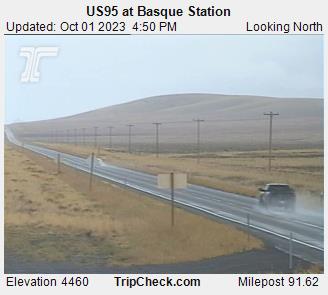 US95 at Basque Station
Updated: Oct 01 2023 4:50 PM Looking North
Elevation 4460 TripCheck.com Milepost 91.62